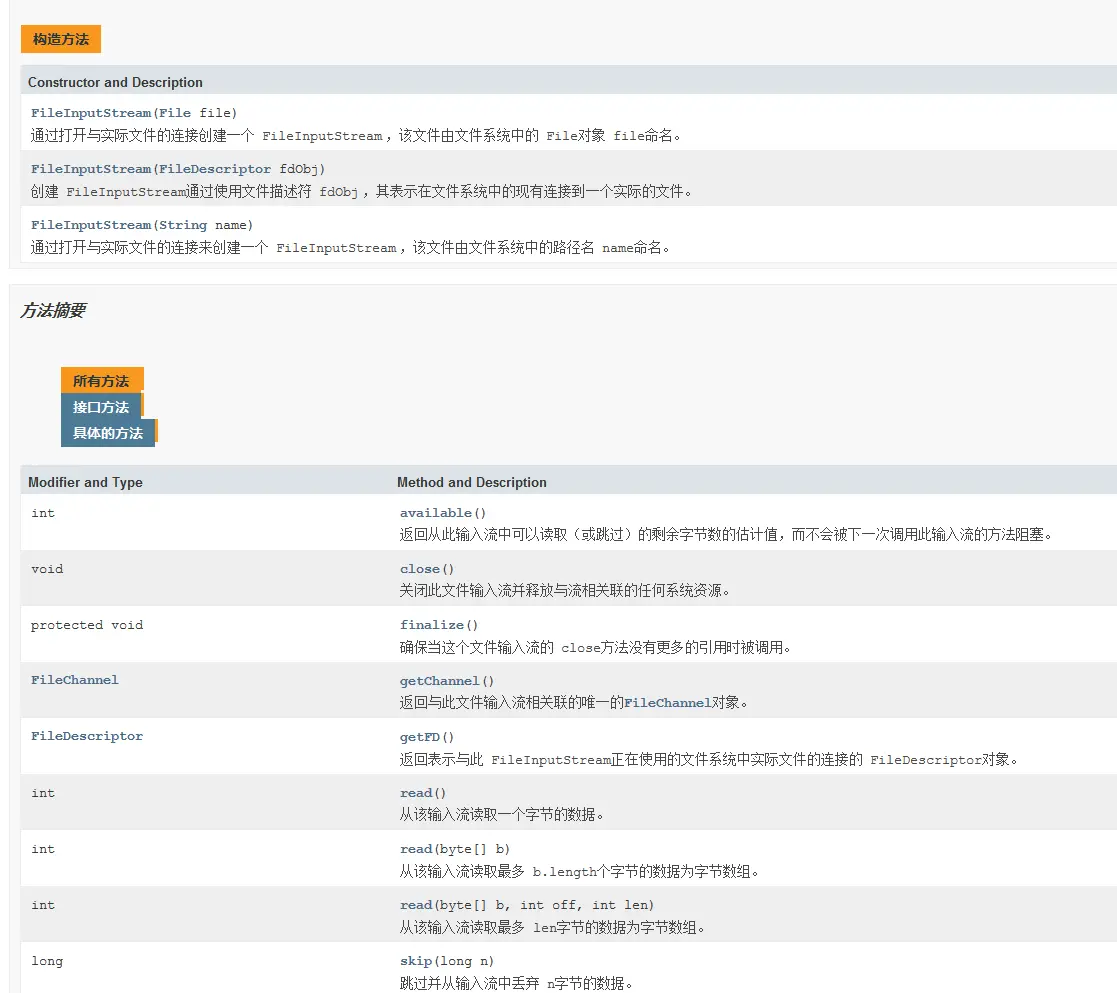 构造方法
Constructor and Description
FileInputStream(File file)
通过打开与实际文件的连接创建一个 FileInputStream ，该文件由文件系统中的 File对象 file命名。
FileInputStream(FileDescriptor fdObj)
创建 FileInputStream通过使用文件描述符 fdObj ，其表示在文件系统中的现有连接到一个实际的文件。
FileInputStream(String name)
通过打开与实际文件的连接来创建一个 FileInputStream ，该文件由文件系统中的路径名 name命名。
方法摘要
所有方法
接口方法
具体的方法
Modifier and Type Method and Description
int available()
返回从此输入流中可以读取（或跳过）的剩余字节数的估计值，而不会被下一次调用此输入流的方法阻塞。
void close()
关闭此文件输入流并释放与流相关联的任何系统资源。
protected void finalize()
确保当这个文件输入流的 close方法没有更多的引用时被调用。
FileChannel getChannel()
返回与此文件输入流相关联的唯一的FileChannel对象。
FileDescriptor getFD()
返回表示与此 FileInputStream正在使用的文件系统中实际文件的连接的 FileDescriptor对象。
int read()
从该输入流读取一个字节的数据。
int read(byte[] b)
从该输入流读取最多 b.length个字节的数据为字节数组。
int read(byte[] b, int off, int len)
从该输入流读取最多 len字节的数据为字节数组。
long skip(long n)
跳过并从输入流中丢弃 n字节的数据。